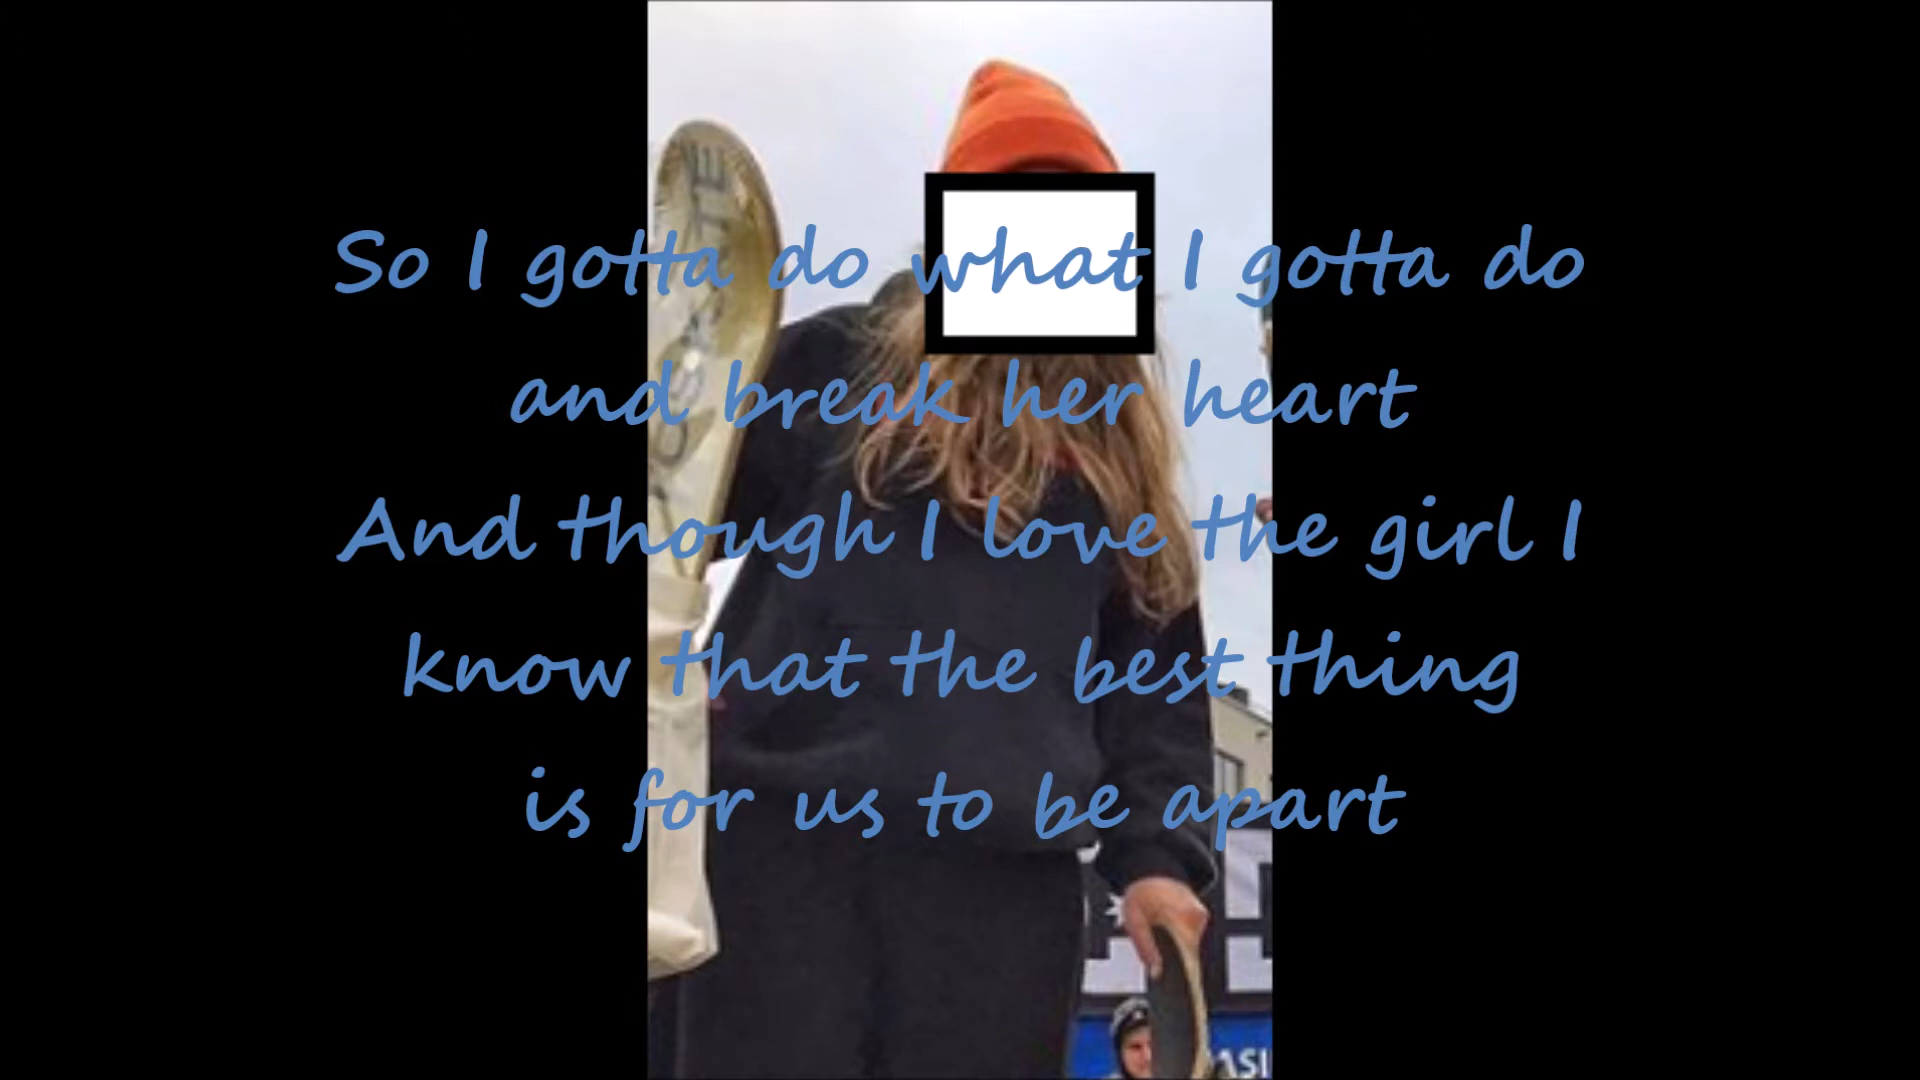 So I gotta do what I gotta do
and break her heart
And though I love the girl I
know that the best thing
is for us to be apart